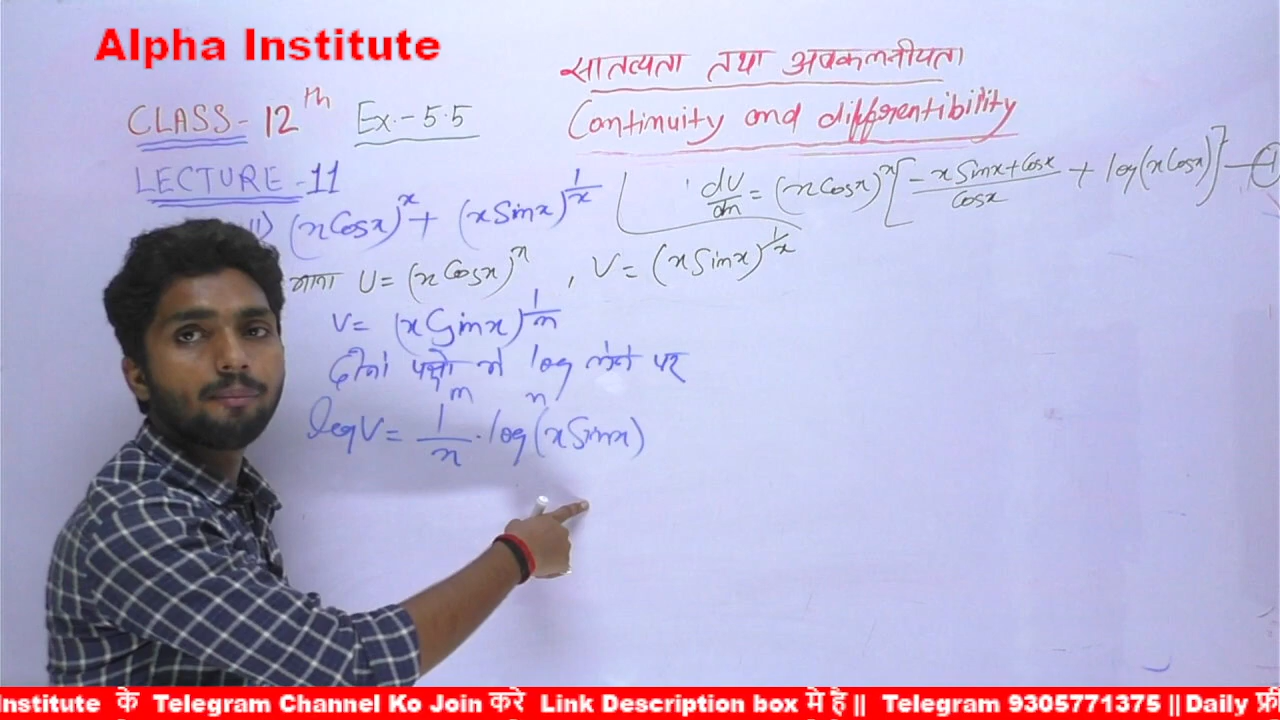 Alpha Institute
सातत्यता तथा अवकलनीयता
CLASS- 12th Ex.-5.5
Continuity and differentibility
LECTURE-11
11) (xCosx)^x + (xSinx)^(1/x)
dU/dx = (xCosx)^x [(-xSinx+Cosx)/Cosx + log(xCosx)] — 1
माना U = (xCosx)^x , V = (xSinx)^(1/x)
V = (xSinx)^(1/x)
दोनों पक्षो मे log लेने पर
m n
logV = 1/x · log(xSinx)
Institute के Telegram Channel Ko Join करे Link Description box मे है || Telegram 9305771375 || Daily फ्री